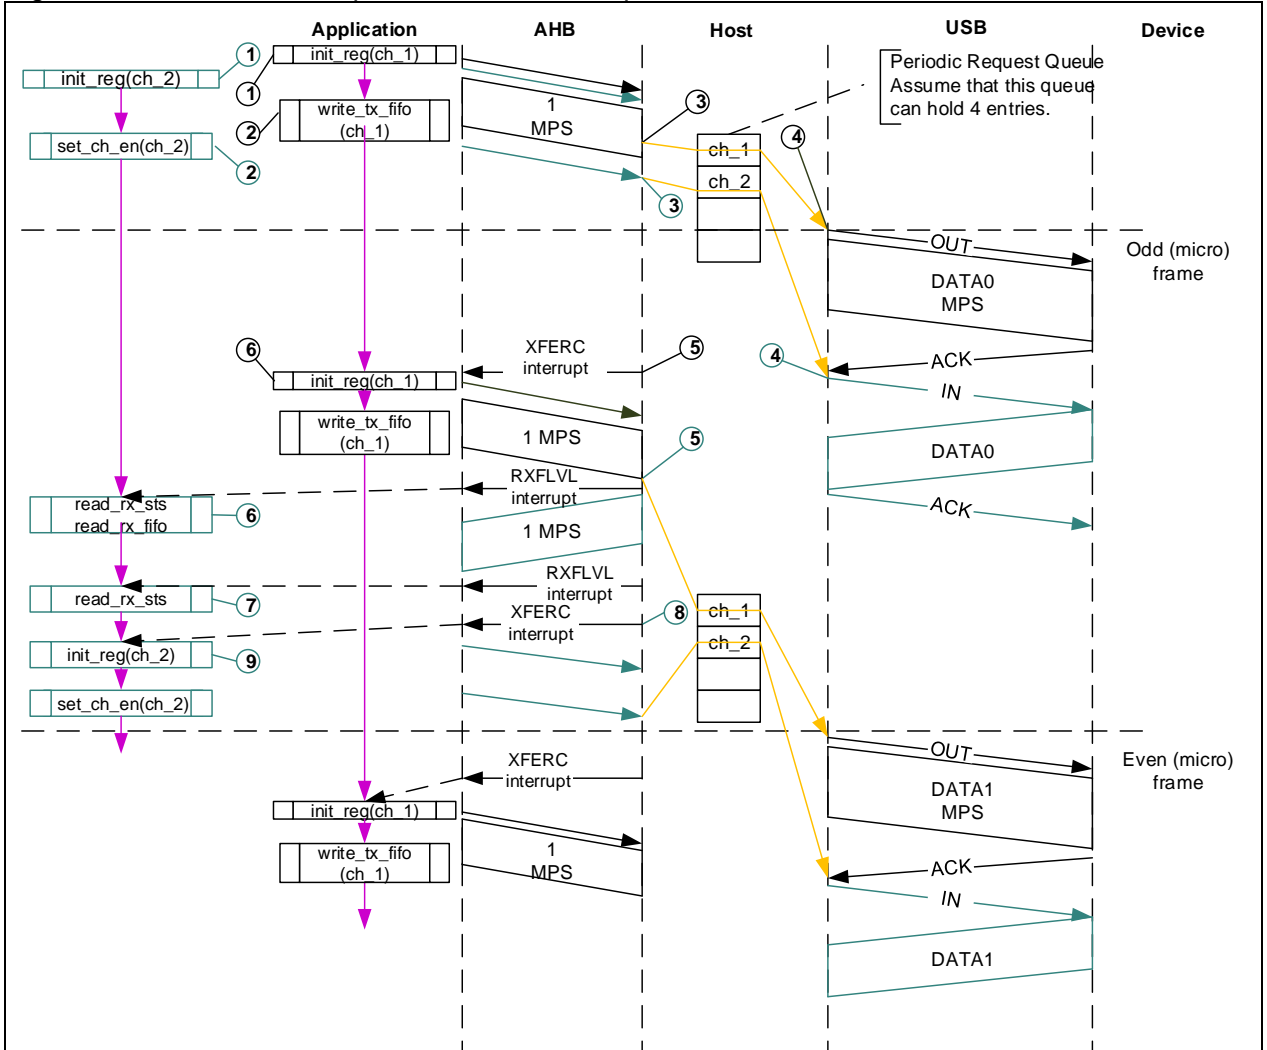 Application
AHB
Host
USB
Device
1
init_reg(ch_1)
init_reg(ch_2)
1
Periodic Request Queue
Assume that this queue
can hold 4 entries.
2
write_tx_fifo
(ch_1)
1
MPS
3
4
set_ch_en(ch_2)
2
ch_1
ch_2
3
OUT
Odd (micro)
frame
DATA0
MPS
6
XFERC
interrupt
5
4
ACK
init_reg(ch_1)
IN
write_tx_fifo
(ch_1)
1 MPS
5
DATA0
RXFLVL
interrupt
read_rx_sts
read_rx_fifo
6
ACK
1 MPS
RXFLVL
interrupt
read_rx_sts
7
XFERC
interrupt
8
ch_1
ch_2
init_reg(ch_2)
9
set_ch_en(ch_2)
OUT
Even (micro)
frame
XFERC
interrupt
DATA1
MPS
init_reg(ch_1)
write_tx_fifo
(ch_1)
1
MPS
ACK
IN
DATA1